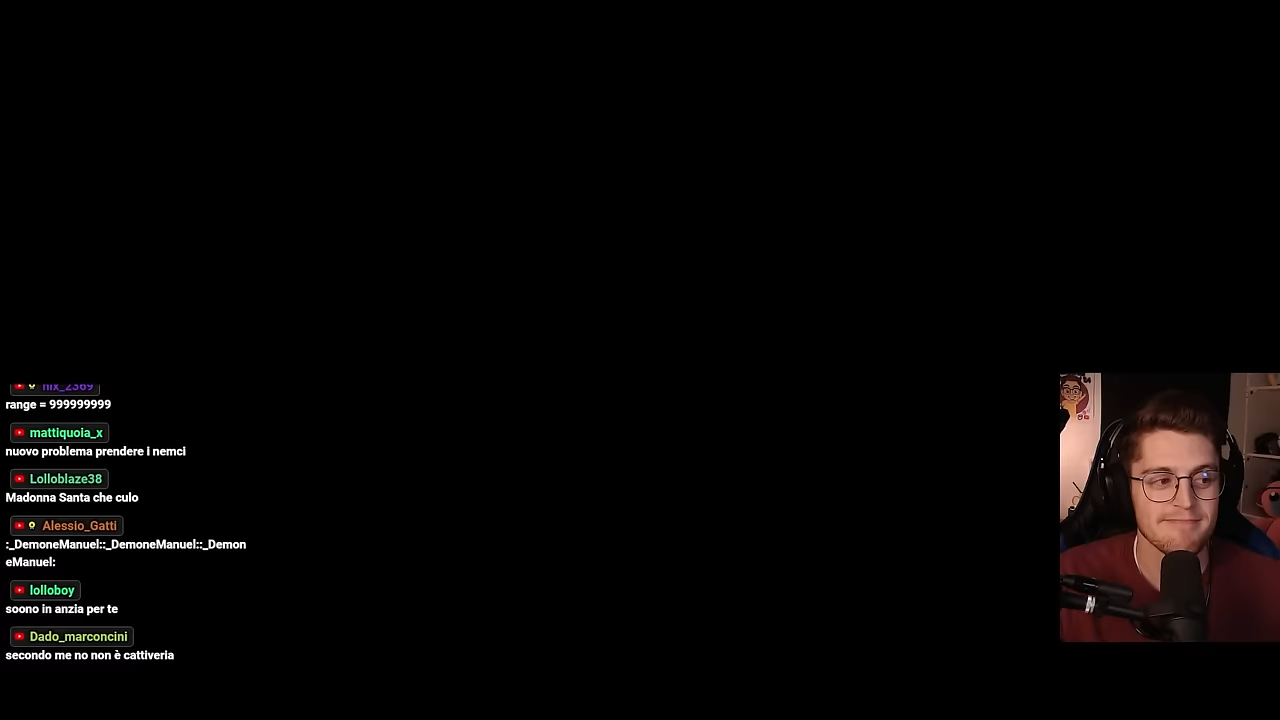 nix_2369
range = 999999999
mattiquoia_x
nuovo problema prendere i nemci
Lolloblaze38
Madonna Santa che culo
Alessio_Gatti
:_DemoneManuel::_DemoneManuel::_Demon
eManuel:
lolloboy
soono in anzia per te
Dado_marconcini
secondo me no non è cattiveria